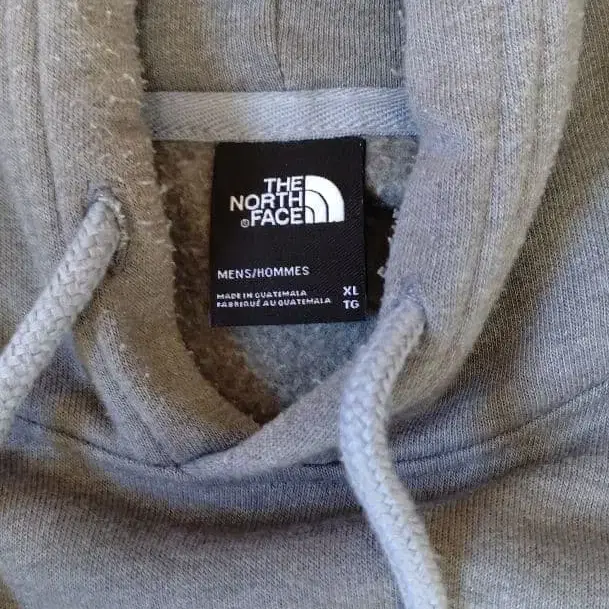 THE
NORTH
®FACE
MENS/HOMMES
MADE IN GUATEMALA XL
FABRIQUÉ AU GUATEMALA TG